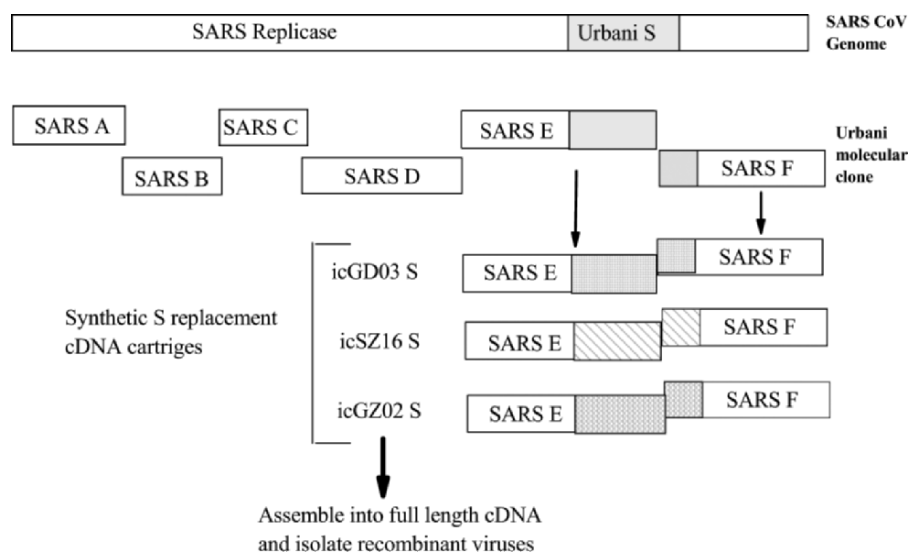 SARS Replicase
Urbani S
SARS CoV
Genome
SARS A
SARS C
SARS E
SARS B
SARS D
SARS F
Urbani
molecular
clone
icGD03 S
SARS E
SARS F
Synthetic S replacement
cDNA cartriges
icSZ16 S
SARS E
SARS F
icGZ02 S
SARS E
SARS F
Assemble into full length cDNA
and isolate recombinant viruses